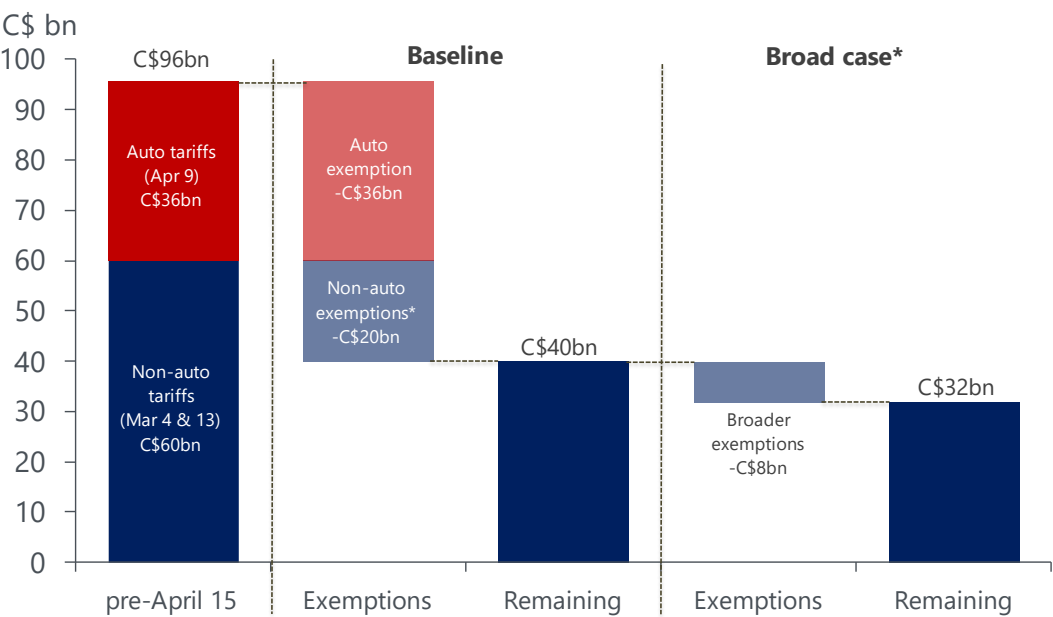 C$ bn
100
90
80
70
60
50
40
30
20
10
0
C$96bn
Auto tariffs
(Apr 9)
C$36bn
Non-auto
tariffs
(Mar 4 & 13)
C$60bn
Baseline
Auto
exemption
-C$36bn
Non-auto
exemptions*
-C$20bn
C$40bn
Broad case*
Broader
exemptions
-C$8bn
C$32bn
pre-April 15
Exemptions
Remaining
Exemptions
Remaining